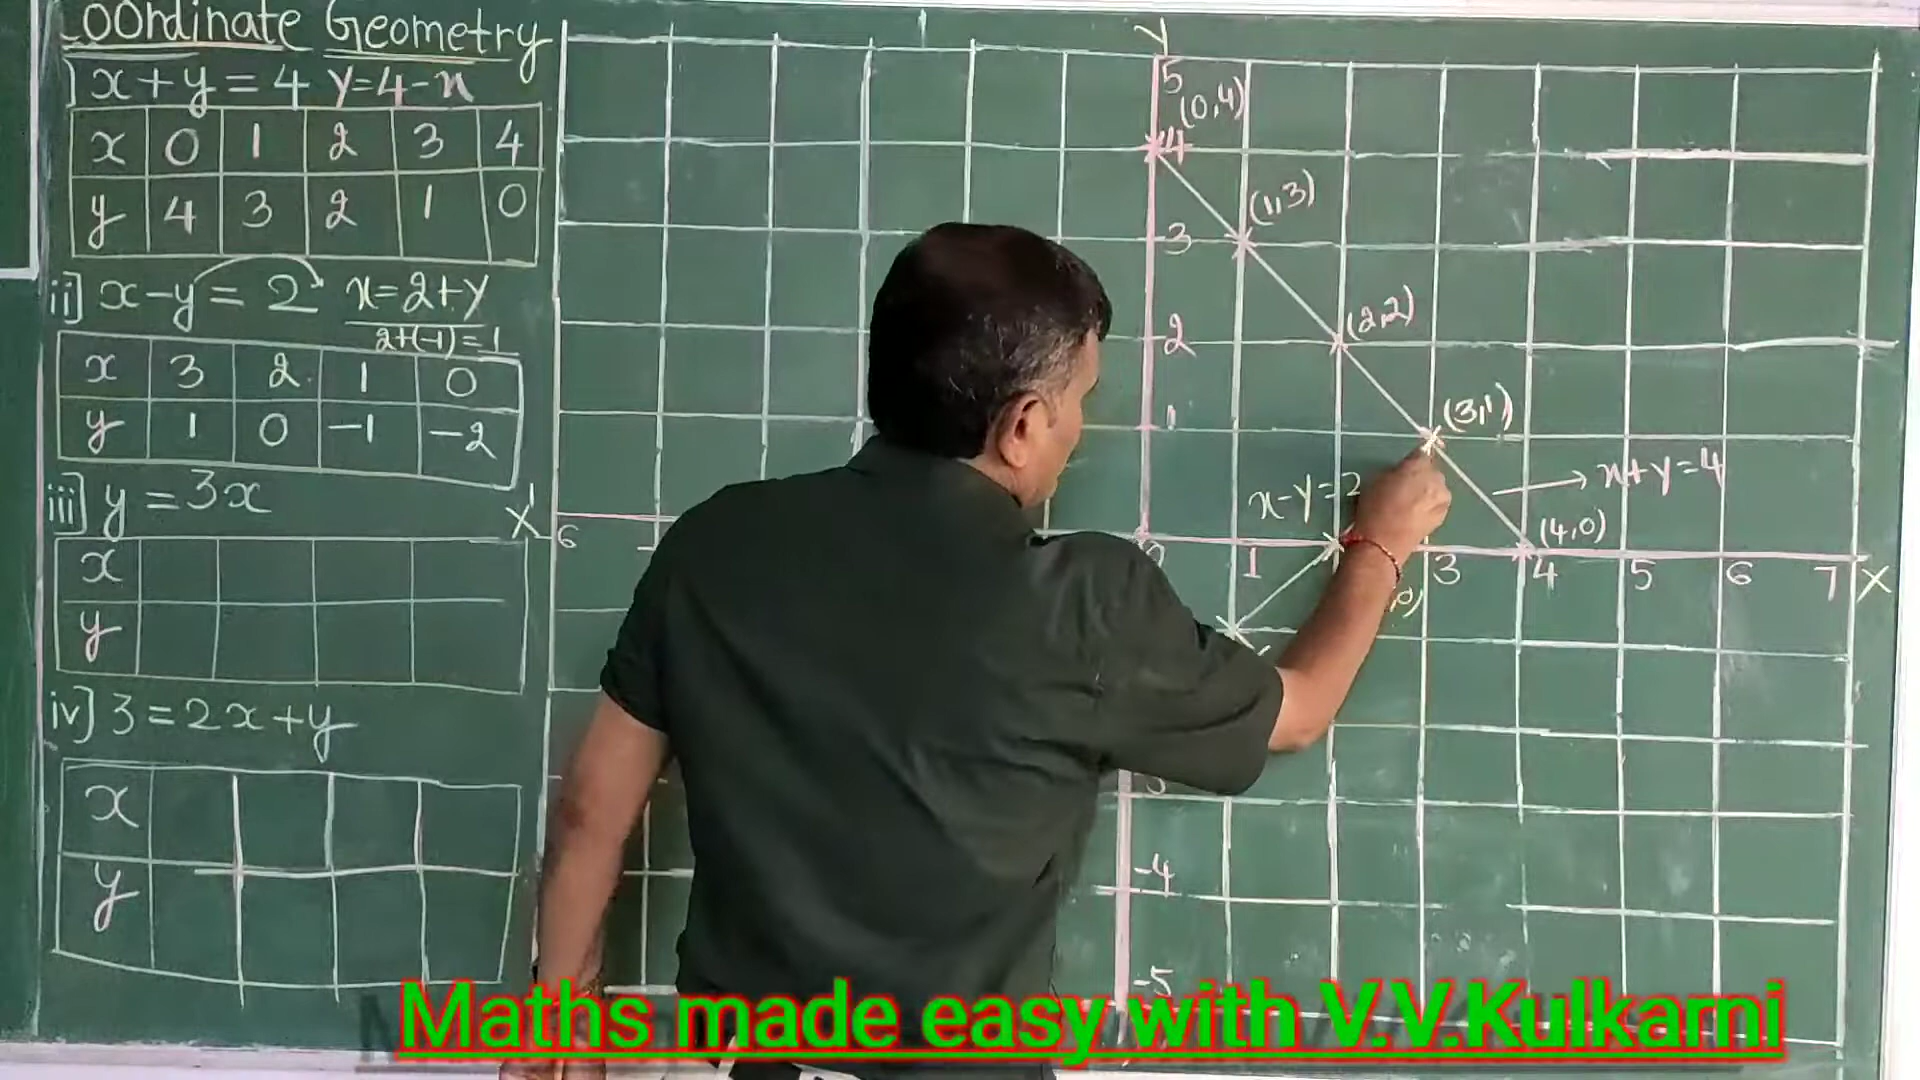 Coordinate Geometry
i] x+y=4 y=4-x
x 0 1 2 3 4
y 4 3 2 1 0
ii] x-y=2 x=2+y
2+(-1)=1
x 3 2 1 0
y 1 0 -1 -2
iii] y=3x
x
y
iv] 3=2x+y
x
y
Y
5
(0,4)
4
(1,3)
3
(2,2)
2
(3,1)
1
x+y=4
x-y=2
(4,0)
X' 6 0 1 3 4 5 6 7 X
,0)
-4
-5
Maths made easy with V.V.Kulkarni